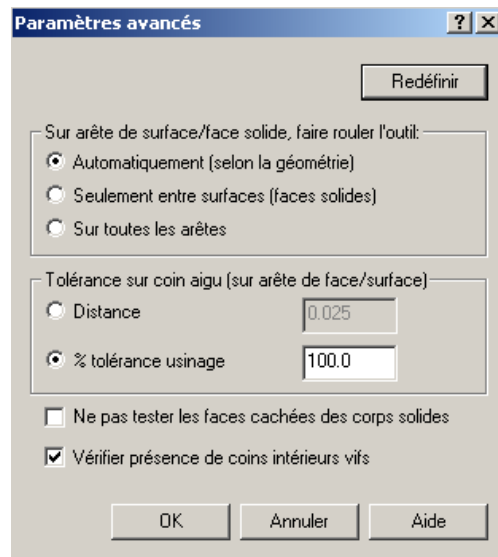 Paramètres avancés
Redéfinir
Sur arête de surface/face solide, faire rouler l'outil:
Automatiquement (selon la géométrie)
Seulement entre surfaces (faces solides)
Sur toutes les arêtes
Tolérance sur coin aigu (sur arête de face/surface)
Distance 0.025
% tolérance usinage 100.0
Ne pas tester les faces cachées des corps solides
Vérifier présence de coins intérieurs vifs
OK Annuler Aide